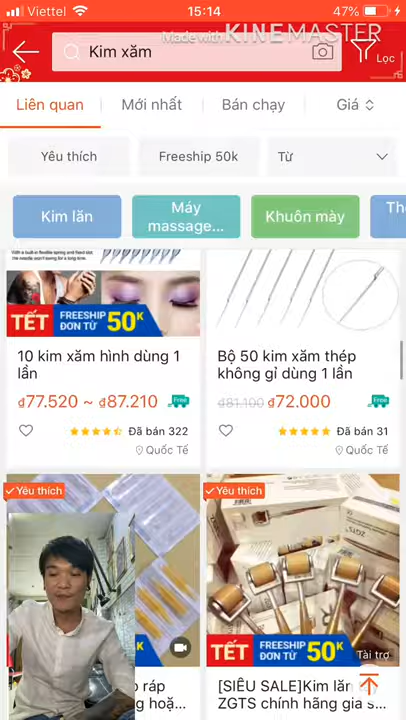 Viettel
15:14
47%
Made with KINEMASTER
Kim xăm
Lọc
Liên quan
Mới nhất
Bán chạy
Giá
Yêu thích
Freeship 50k
Từ
Kim lăn
Máy
massage...
Khuôn mày
TẾT
FREESHIP
ĐƠN TỪ
50K
10 kim xăm hình dùng 1
lần
₫77.520 ~ ₫87.210
Free
Đã bán 322
Quốc Tế
Bộ 50 kim xăm thép
không gỉ dùng 1 lần
₫81.100 ₫72.000
Free
Đã bán 31
Quốc Tế
Yêu thích
ráp
g hoặ...
Yêu thích
ZGTS
TẾT
FREESHIP
ĐƠN TỪ
50K
Tài trợ
[SIÊU SALE]Kim lăn
ZGTS chính hãng giá s...